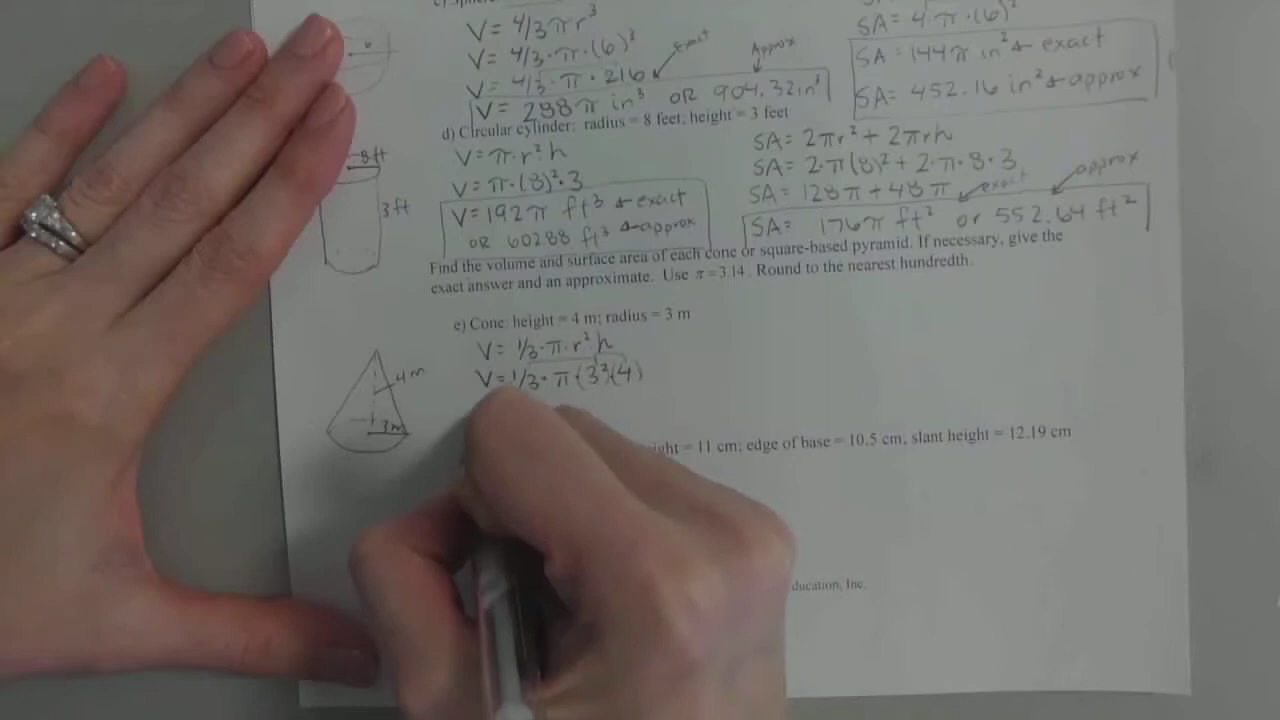 c) Sphere
V = 4/3 π r³
V = 4/3 · π · (6)³
V = 4/3 · π · 216
exact
Approx
V = 288 π in³ OR 904.32 in³
SA = 4 · π · (6)²
SA = 144 π in² ← exact
SA = 452.16 in² ← approx
d) Circular cylinder: radius = 8 feet; height = 3 feet
8ft
3 ft
V = π · r² · h
V = π · (8)² · 3
V = 192 π ft³ ← exact
OR 602.88 ft³ ← approx
SA = 2πr² + 2πrh
SA = 2·π(8)² + 2·π·8·3
SA = 128π + 48π
exact
approx
SA = 176π ft² or 552.64 ft²
Find the volume and surface area of each cone or square-based pyramid. If necessary, give the
exact answer and an approximate. Use π = 3.14. Round to the nearest hundredth.
e) Cone: height = 4 m; radius = 3 m
4m
3m
V = 1/3 · π · r² h
V = 1/3 · π (3²)(4)
= 11 cm; edge of base = 10.5 cm, slant height = 12.19 cm
Inc.